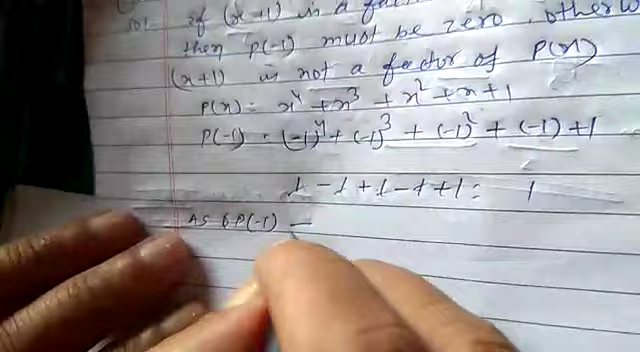 sol if (x+1) is a fac
then p(-1) must be zero otherw
(x+1) is not a factor of P(x)
P(x) = x⁴ + x³ + x² + x + 1
P(-1) = (-1)⁴ + (-1)³ + (-1)² + (-1) + 1
1 - 1 + 1 - 1 + 1 = 1
AS P(-1) -